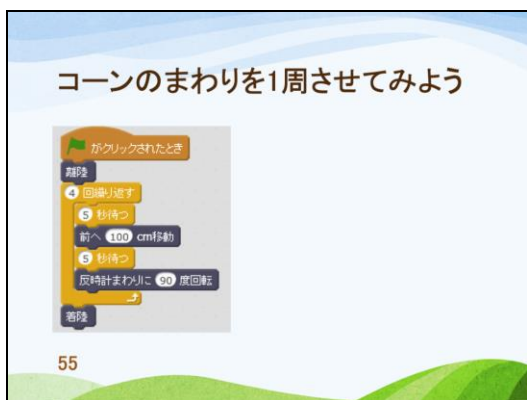 コーンのまわりを1周させてみよう
がクリックされたとき
離陸
4 回繰り返す
5 秒待つ
前へ 100 cm移動
5 秒待つ
反時計まわりに 90 度回転
着陸
55